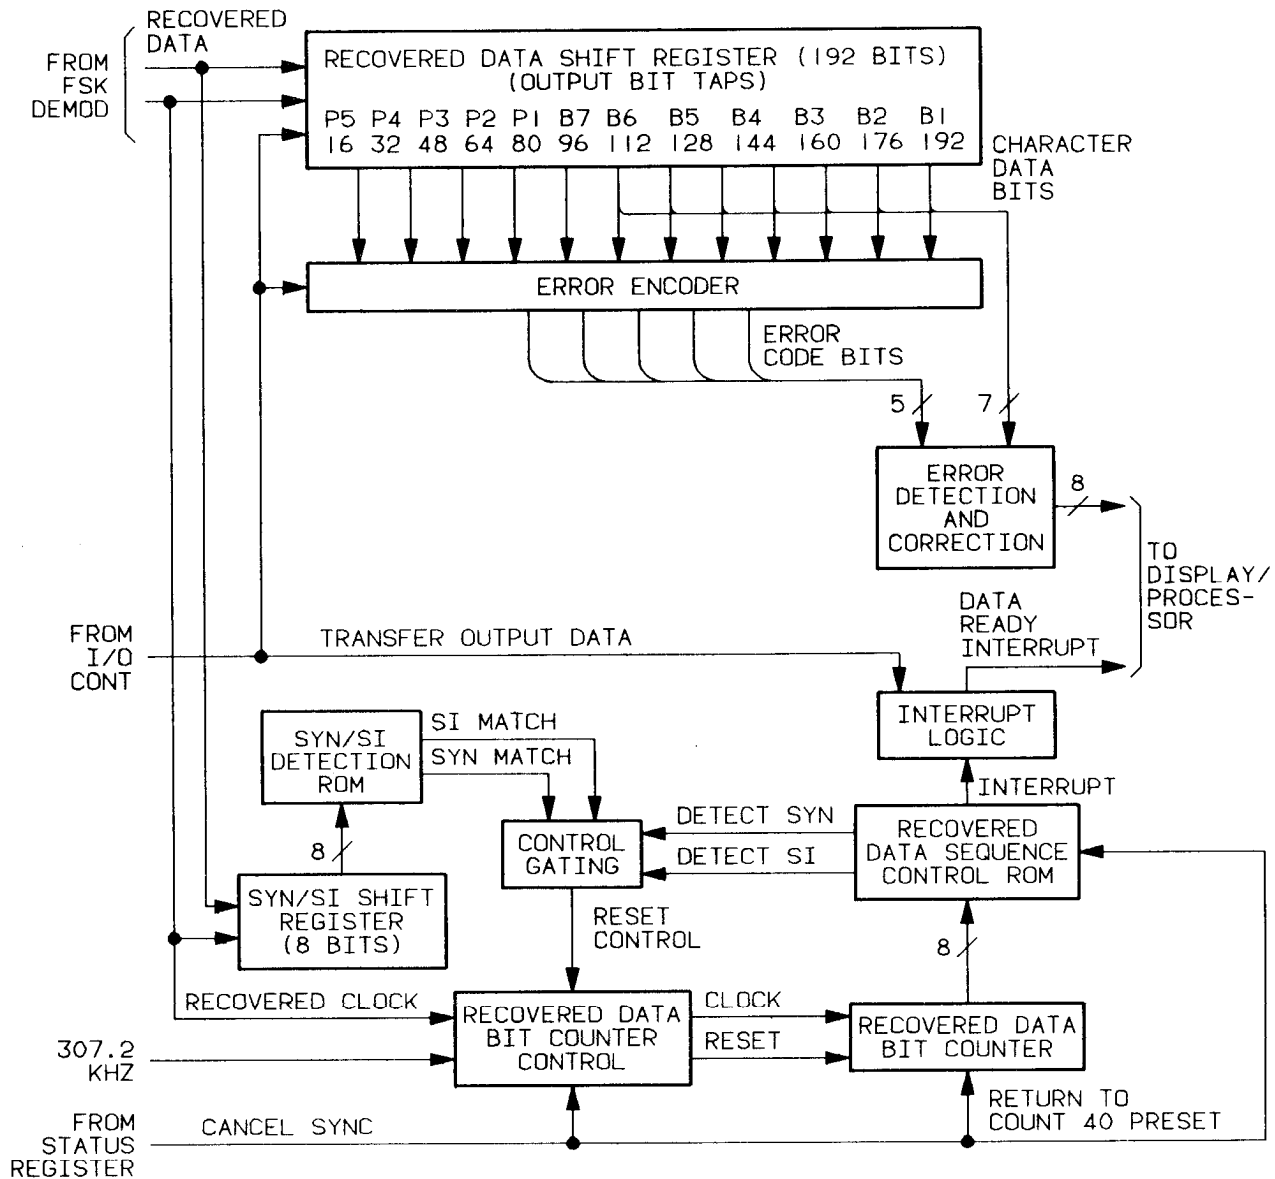 RECOVERED
DATA
FROM
FSK
DEMOD
RECOVERED DATA SHIFT REGISTER (192 BITS)
(OUTPUT BIT TAPS)
P5 P4 P3 P2 P1 B7 B6 B5 B4 B3 B2 B1
16 32 48 64 80 96 112 128 144 160 176 192
CHARACTER
DATA
BITS
ERROR ENCODER
ERROR
CODE BITS
5
7
ERROR
DETECTION
AND
CORRECTION
8
TO
DISPLAY/
PROCES-
SOR
DATA
READY
INTERRUPT
FROM
I/O
CONT
TRANSFER OUTPUT DATA
INTERRUPT
LOGIC
SYN/SI
DETECTION
ROM
SI MATCH
SYN MATCH
INTERRUPT
DETECT SYN
DETECT SI
CONTROL
GATING
RECOVERED
DATA SEQUENCE
CONTROL ROM
8
SYN/SI SHIFT
REGISTER
(8 BITS)
RESET
CONTROL
8
RECOVERED CLOCK
RECOVERED DATA
BIT COUNTER
CONTROL
CLOCK
RESET
RECOVERED DATA
BIT COUNTER
307.2
KHZ
RETURN TO
COUNT 40 PRESET
FROM
STATUS
REGISTER
CANCEL SYNC